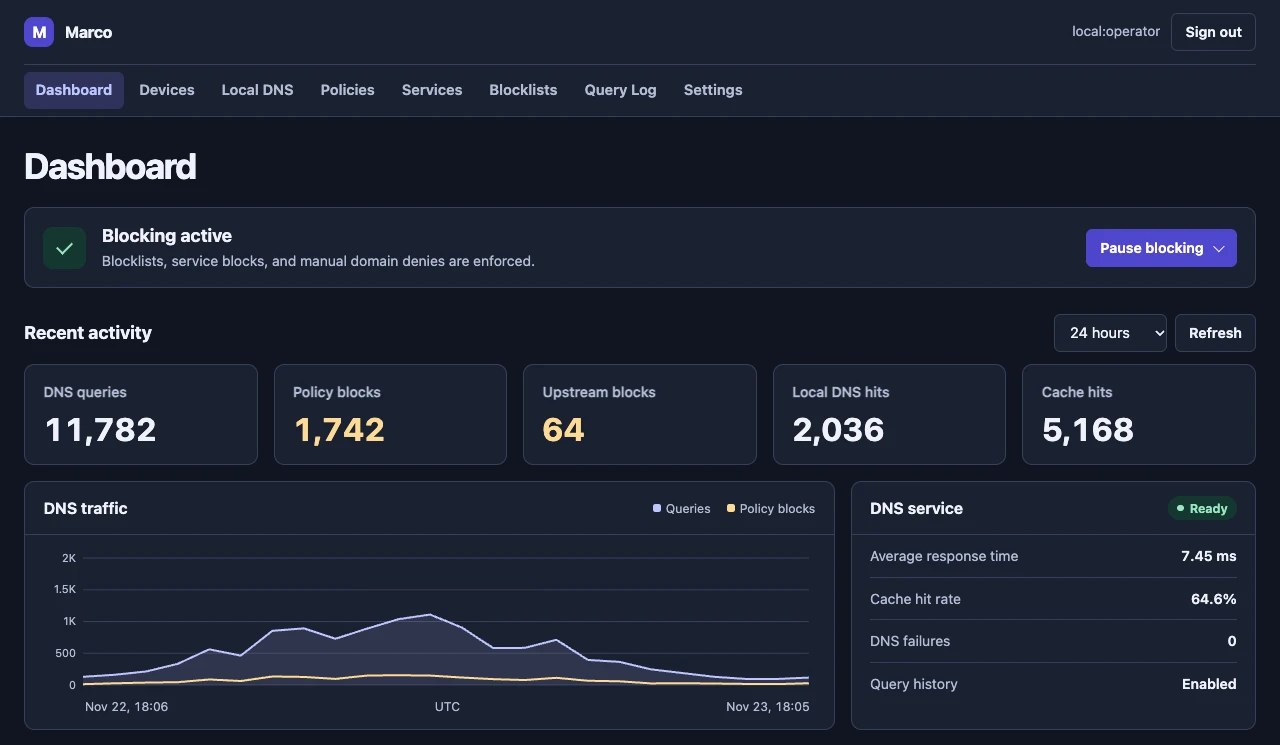 M Marco
local:operator
Sign out
Dashboard Devices Local DNS Policies Services Blocklists Query Log Settings
Dashboard
Blocking active
Blocklists, service blocks, and manual domain denies are enforced.
Pause blocking
Recent activity
24 hours
Refresh
DNS queries
11,782
Policy blocks
1,742
Upstream blocks
64
Local DNS hits
2,036
Cache hits
5,168
DNS traffic
Queries
Policy blocks
2K
1.5K
1K
500
0
Nov 22, 18:06
UTC
Nov 23, 18:05
DNS service
Ready
Average response time 7.45 ms
Cache hit rate 64.6%
DNS failures 0
Query history Enabled